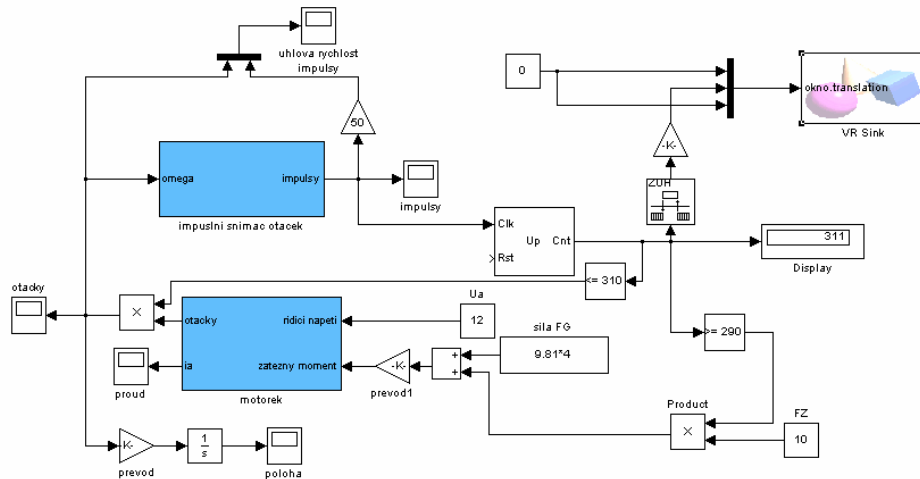 uhlova rychlost
impulsy
0
okno.translation
VR Sink
50
-K-
omega
impulsy
impuslni snimac otacek
impulsy
ZUH
Clk
Up
Cnt
Rst
311
Display
<= 310
otacky
×
otacky
ridici napeti
Ua
12
>= 290
sila FG
9.81*4
ia
zatezny moment
-K-
+
+
proud
motorek
prevod1
Product
×
FZ
10
K-
1
s
prevod
poloha